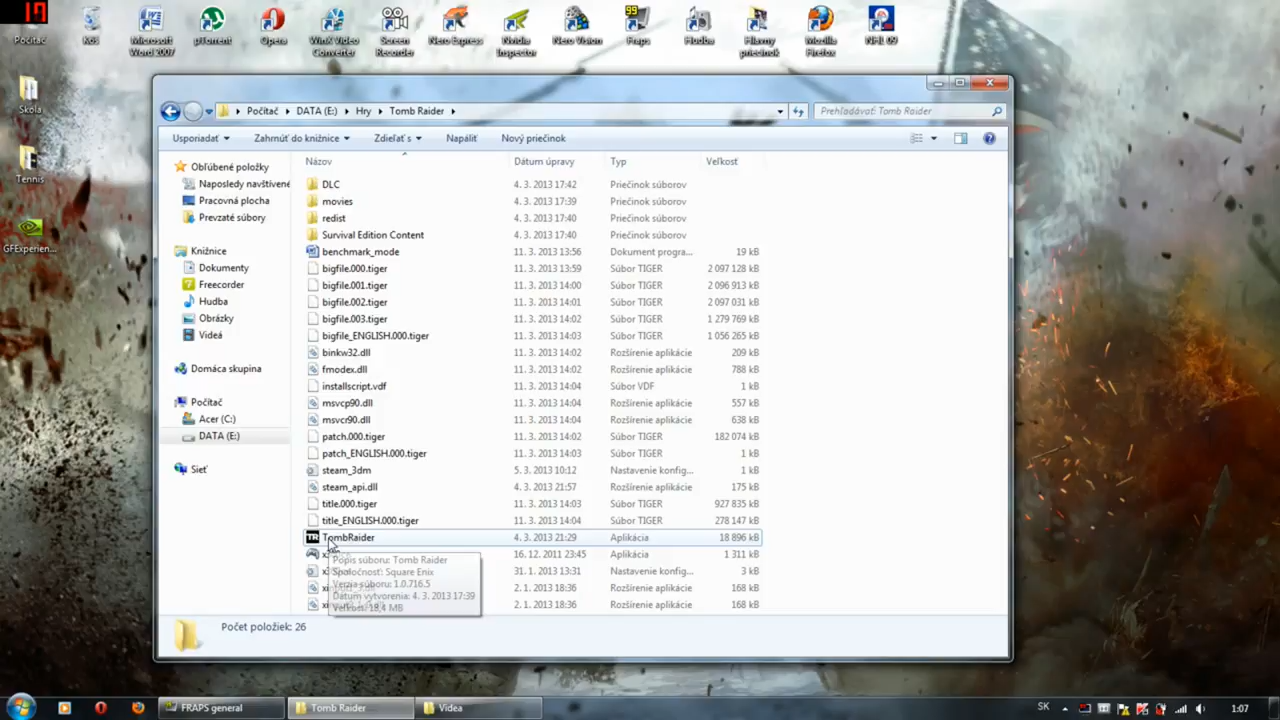 17
99
Počítač
Kôš
Microsoft Word 2007
µTorrent
Opera
WinX Video Converter
Screen Recorder
Nero Express
Nvidia Inspector
Nero Vision
Fraps
Hudba
Hlavný priečinok
Mozilla Firefox
NHL 09
Škola
Tennis
GFExperien...
Počítač ▸ DATA (E:) ▸ Hry ▸ Tomb Raider ▸
Prehľadávať: Tomb Raider
Usporiadať Zahrnúť do knižnice Zdieľať s Napáliť Nový priečinok
Názov Dátum úpravy Typ Veľkosť
Obľúbené položky
Naposledy navštívené
Pracovná plocha
Prevzaté súbory
Knižnice
Dokumenty
Freecorder
Hudba
Obrázky
Videá
Domáca skupina
Počítač
Acer (C:)
DATA (E:)
Sieť
DLC 4. 3. 2013 17:42 Priečinok súborov
movies 4. 3. 2013 17:39 Priečinok súborov
redist 4. 3. 2013 17:40 Priečinok súborov
Survival Edition Content 4. 3. 2013 17:40 Priečinok súborov
benchmark_mode 11. 3. 2013 13:56 Dokument progra... 19 kB
bigfile.000.tiger 11. 3. 2013 13:59 Súbor TIGER 2 097 128 kB
bigfile.001.tiger 11. 3. 2013 14:00 Súbor TIGER 2 096 913 kB
bigfile.002.tiger 11. 3. 2013 14:01 Súbor TIGER 2 097 031 kB
bigfile.003.tiger 11. 3. 2013 14:02 Súbor TIGER 1 279 769 kB
bigfile_ENGLISH.000.tiger 11. 3. 2013 14:03 Súbor TIGER 1 056 265 kB
binkw32.dll 11. 3. 2013 14:02 Rozšírenie aplikácie 209 kB
fmodex.dll 11. 3. 2013 14:02 Rozšírenie aplikácie 788 kB
installscript.vdf 11. 3. 2013 14:04 Súbor VDF 1 kB
msvcp90.dll 11. 3. 2013 14:04 Rozšírenie aplikácie 557 kB
msvcr90.dll 11. 3. 2013 14:04 Rozšírenie aplikácie 638 kB
patch.000.tiger 11. 3. 2013 14:02 Súbor TIGER 182 074 kB
patch_ENGLISH.000.tiger 11. 3. 2013 14:03 Súbor TIGER 1 kB
steam_3dm 5. 3. 2013 10:12 Nastavenie konfig... 1 kB
steam_api.dll 4. 3. 2013 21:57 Rozšírenie aplikácie 175 kB
title.000.tiger 11. 3. 2013 14:03 Súbor TIGER 927 835 kB
title_ENGLISH.000.tiger 11. 3. 2013 14:04 Súbor TIGER 278 147 kB
TR TombRaider 4. 3. 2013 21:29 Aplikácia 18 896 kB
16. 12. 2011 23:45 Aplikácia 1 311 kB
31. 1. 2013 13:31 Nastavenie konfig... 3 kB
2. 1. 2013 18:36 Rozšírenie aplikácie 168 kB
2. 1. 2013 18:36 Rozšírenie aplikácie 168 kB
Popis súboru: Tomb Raider
Spoločnosť: Square Enix
Verzia súboru: 1.0.716.5
Dátum vytvorenia: 4. 3. 2013 17:39
Veľkosť: 18,4 MB
Počet položiek: 26
FRAPS general
Tomb Raider
Videa
SK
1:07